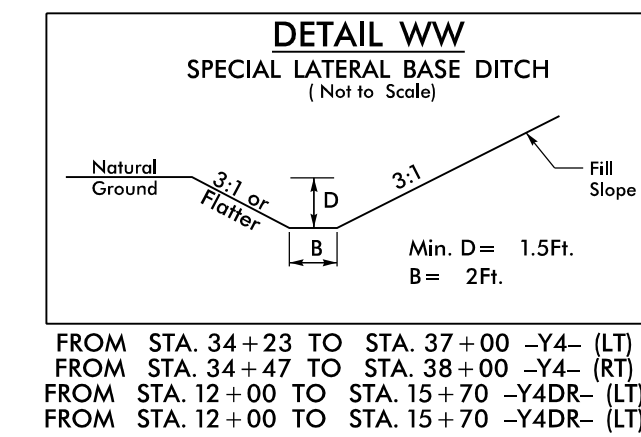 DETAIL WW
SPECIAL LATERAL BASE DITCH
( Not to Scale)
Natural
Ground
3:1 or
Flatter
D
3:1
Fill
Slope
B
Min. D= 1.5Ft.
B= 2Ft.
FROM STA. 34+23 TO STA. 37+00 -Y4- (LT)
FROM STA. 34+47 TO STA. 38+00 -Y4- (RT)
FROM STA. 12+00 TO STA. 15+70 -Y4DR- (LT)
FROM STA. 12+00 TO STA. 15+70 -Y4DR- (LT)